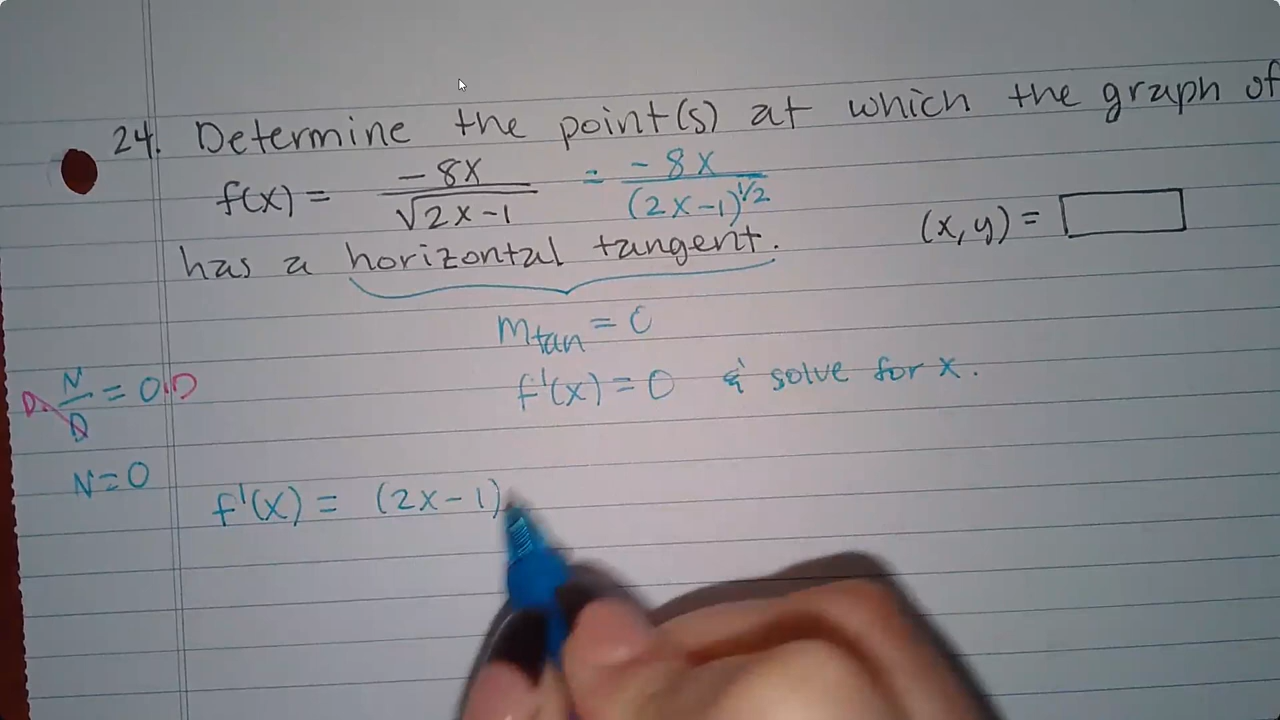 24. Determine the point(s) at which the graph of
f(x) = -8x / √(2x-1) = -8x / (2x-1)^1/2
(x,y) =
has a horizontal tangent.
m_tan = 0
f'(x) = 0 & solve for x.
D · N/D = 0 · D
N = 0
f'(x) = (2x-1)